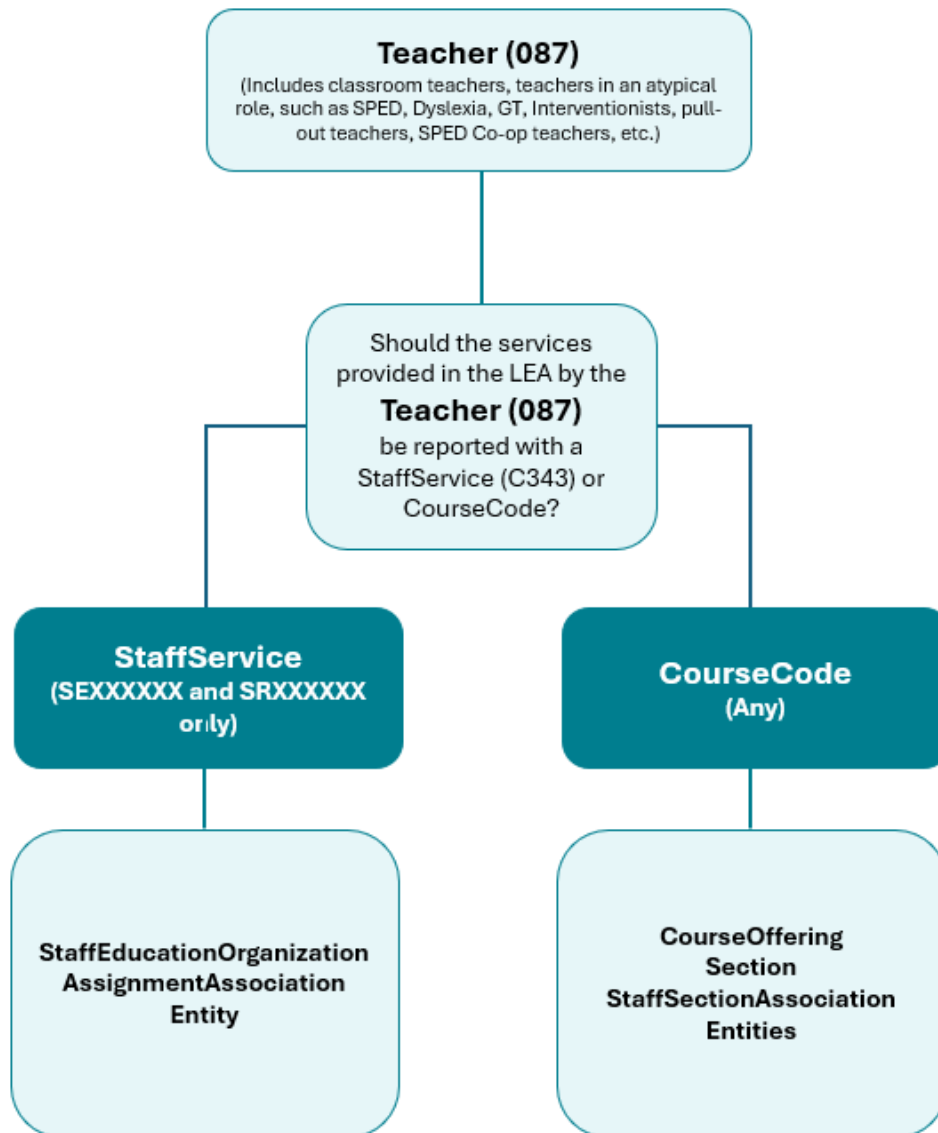 Teacher (087)
(Includes classroom teachers, teachers in an atypical
role, such as SPED, Dyslexia, GT, Interventionists, pull-
out teachers, SPED Co-op teachers, etc.)
Should the services
provided in the LEA by the
Teacher (087)
be reported with a
StaffService (C343) or
CourseCode?
StaffService
(SEXXXXXX and SRXXXXXX
only)
CourseCode
(Any)
StaffEducationOrganization
AssignmentAssociation
Entity
CourseOffering
Section
StaffSectionAssociation
Entities